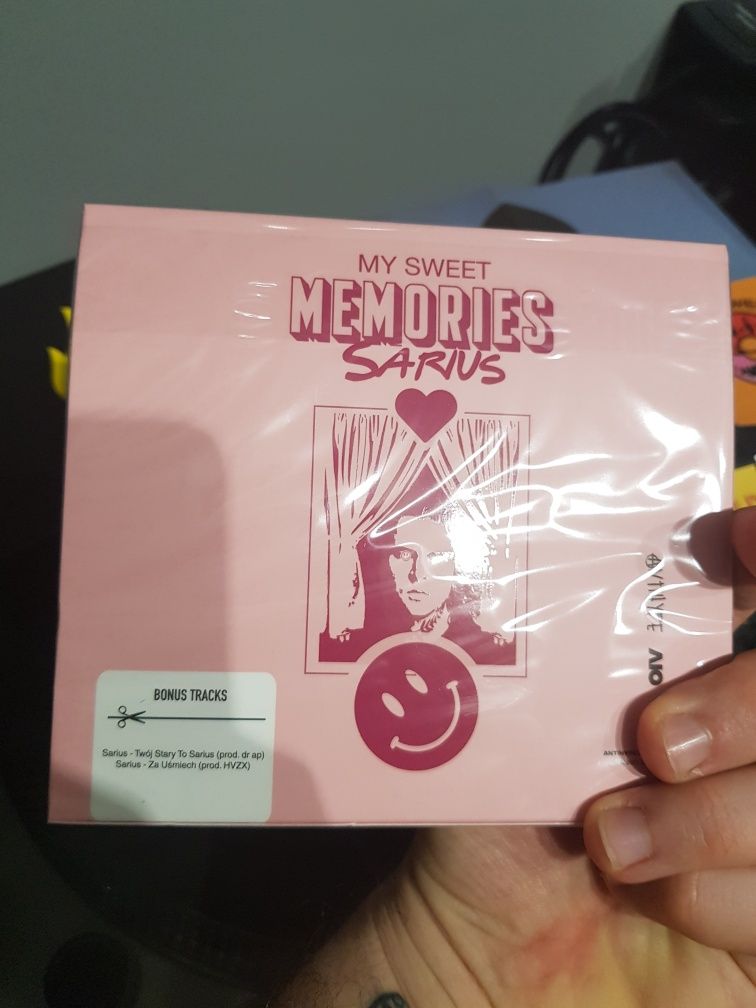 MY SWEET
MEMORIES
SARIUS
BONUS TRACKS
Sarius - Twój Stary To Sarius (prod. dr ap)
Sarius - Za Uśmiech (prod. HVZX)